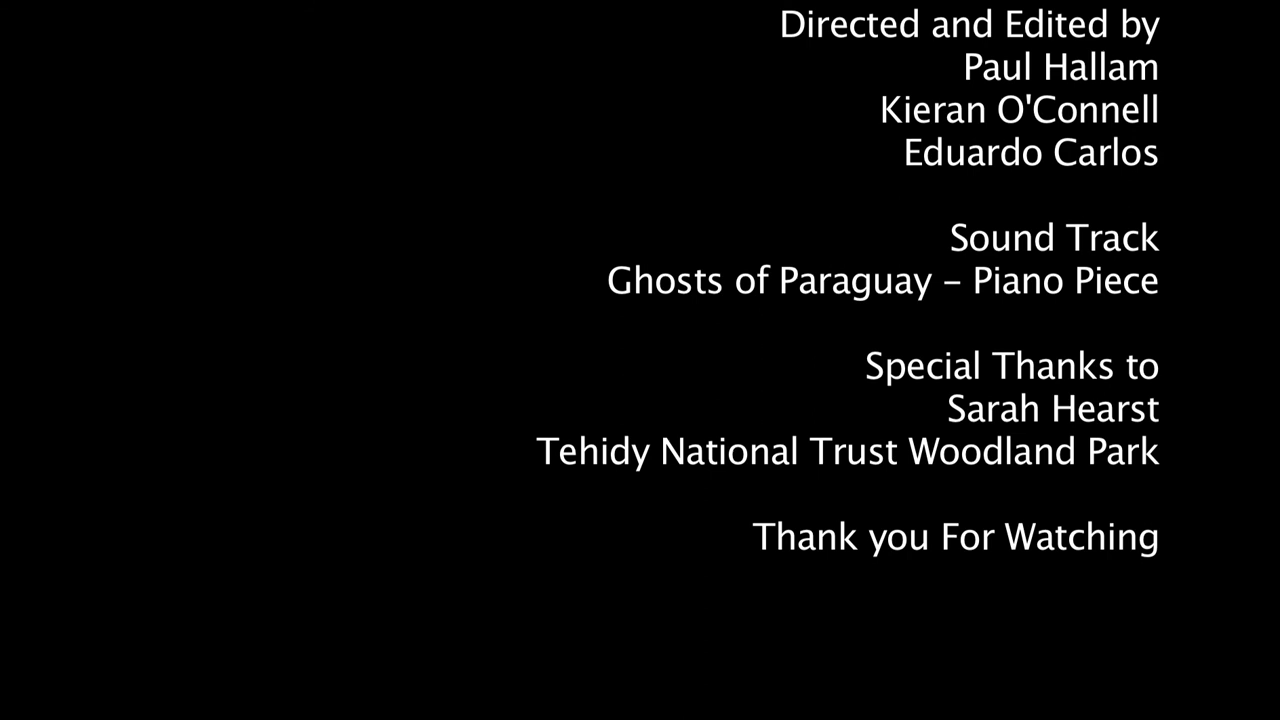 Directed and Edited by
Paul Hallam
Kieran O'Connell
Eduardo Carlos
Sound Track
Ghosts of Paraguay – Piano Piece
Special Thanks to
Sarah Hearst
Tehidy National Trust Woodland Park
Thank you For Watching